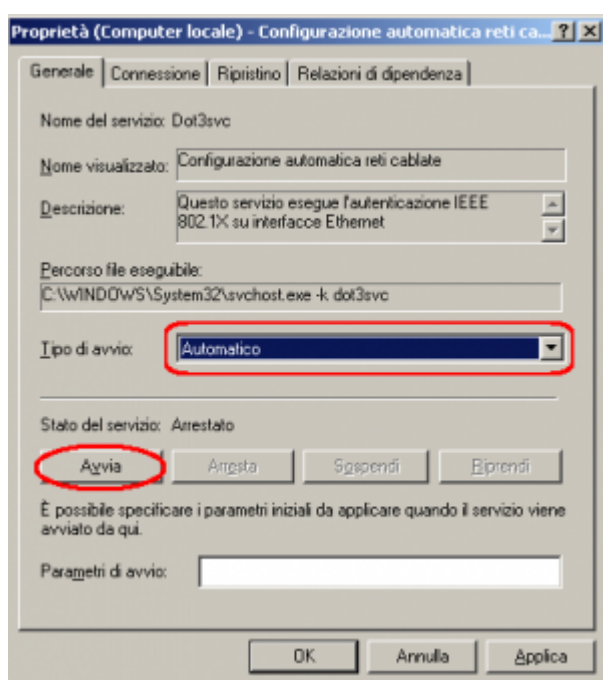 Proprietà (Computer locale) - Configurazione automatica reti ca...
Generale Connessione Ripristino Relazioni di dipendenza
Nome del servizio: Dot3svc
Nome visualizzato: Configurazione automatica reti cablate
Descrizione: Questo servizio esegue l'autenticazione IEEE
802.1X su interfacce Ethernet
Percorso file eseguibile:
C:\WINDOWS\System32\svchost.exe -k dot3svc
Tipo di avvio: Automatico
Stato del servizio: Arrestato
Avvia Arresta Sospendi Riprendi
È possibile specificare i parametri iniziali da applicare quando il servizio viene
avviato da qui.
Parametri di avvio:
OK Annulla Applica